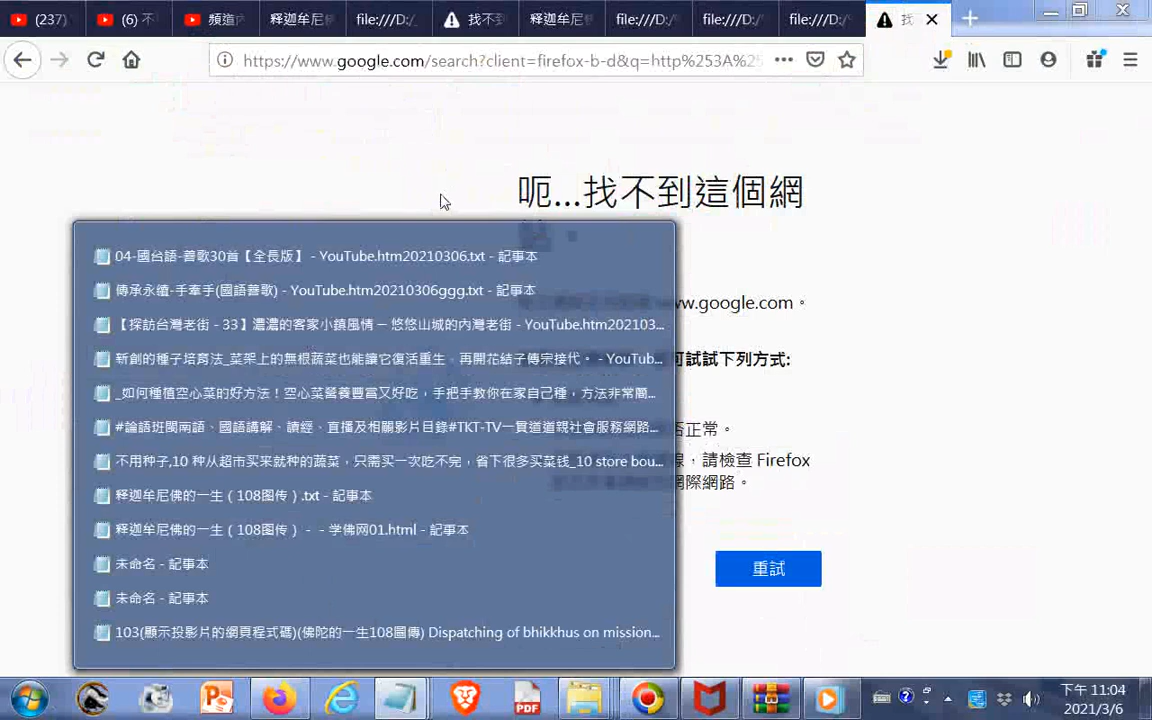 (237)
(6) 不
頻道內
釋迦牟尼
file:///D:/
找不到
釋迦牟尼
file:///D:/
file:///D:/
file:///D:/
找
https://www.google.com/search?client=firefox-b-d&q=http%253A%25
呃...找不到這個網
站。
ww.google.com。
可試試下列方式:
否正常。
線，請檢查 Firefox
網際網路。
重試
04-國台語-善歌30首【全長版】 - YouTube.htm20210306.txt - 記事本
傳承永續-手牽手(國語善歌) - YouTube.htm20210306ggg.txt - 記事本
【探訪台灣老街 - 33】濃濃的客家小鎮風情 – 悠悠山城的內灣老街 - YouTube.htm202103...
新創的種子培育法_菜架上的無根蔬菜也能讓它復活重生﹑再開花結子傳宗接代。 - YouTub...
_如何種植空心菜的好方法！空心菜營養豐富又好吃，手把手教你在家自己種，方法非常簡...
#論語班閩南語、國語講解、讀經、直播及相關影片目錄#TKT-TV一貫道道親社會服務網路...
不用种子,10 种从超市买来就种的蔬菜，只需买一次吃不完，省下很多买菜钱_10 store bou...
释迦牟尼佛的一生（108图传）.txt - 記事本
释迦牟尼佛的一生（108图传） - - 学佛网01.html - 記事本
未命名 - 記事本
未命名 - 記事本
103(顯示投影片的網頁程式碼)(佛陀的一生108圖傳) Dispatching of bhikkhus on mission...
下午 11:04
2021/3/6